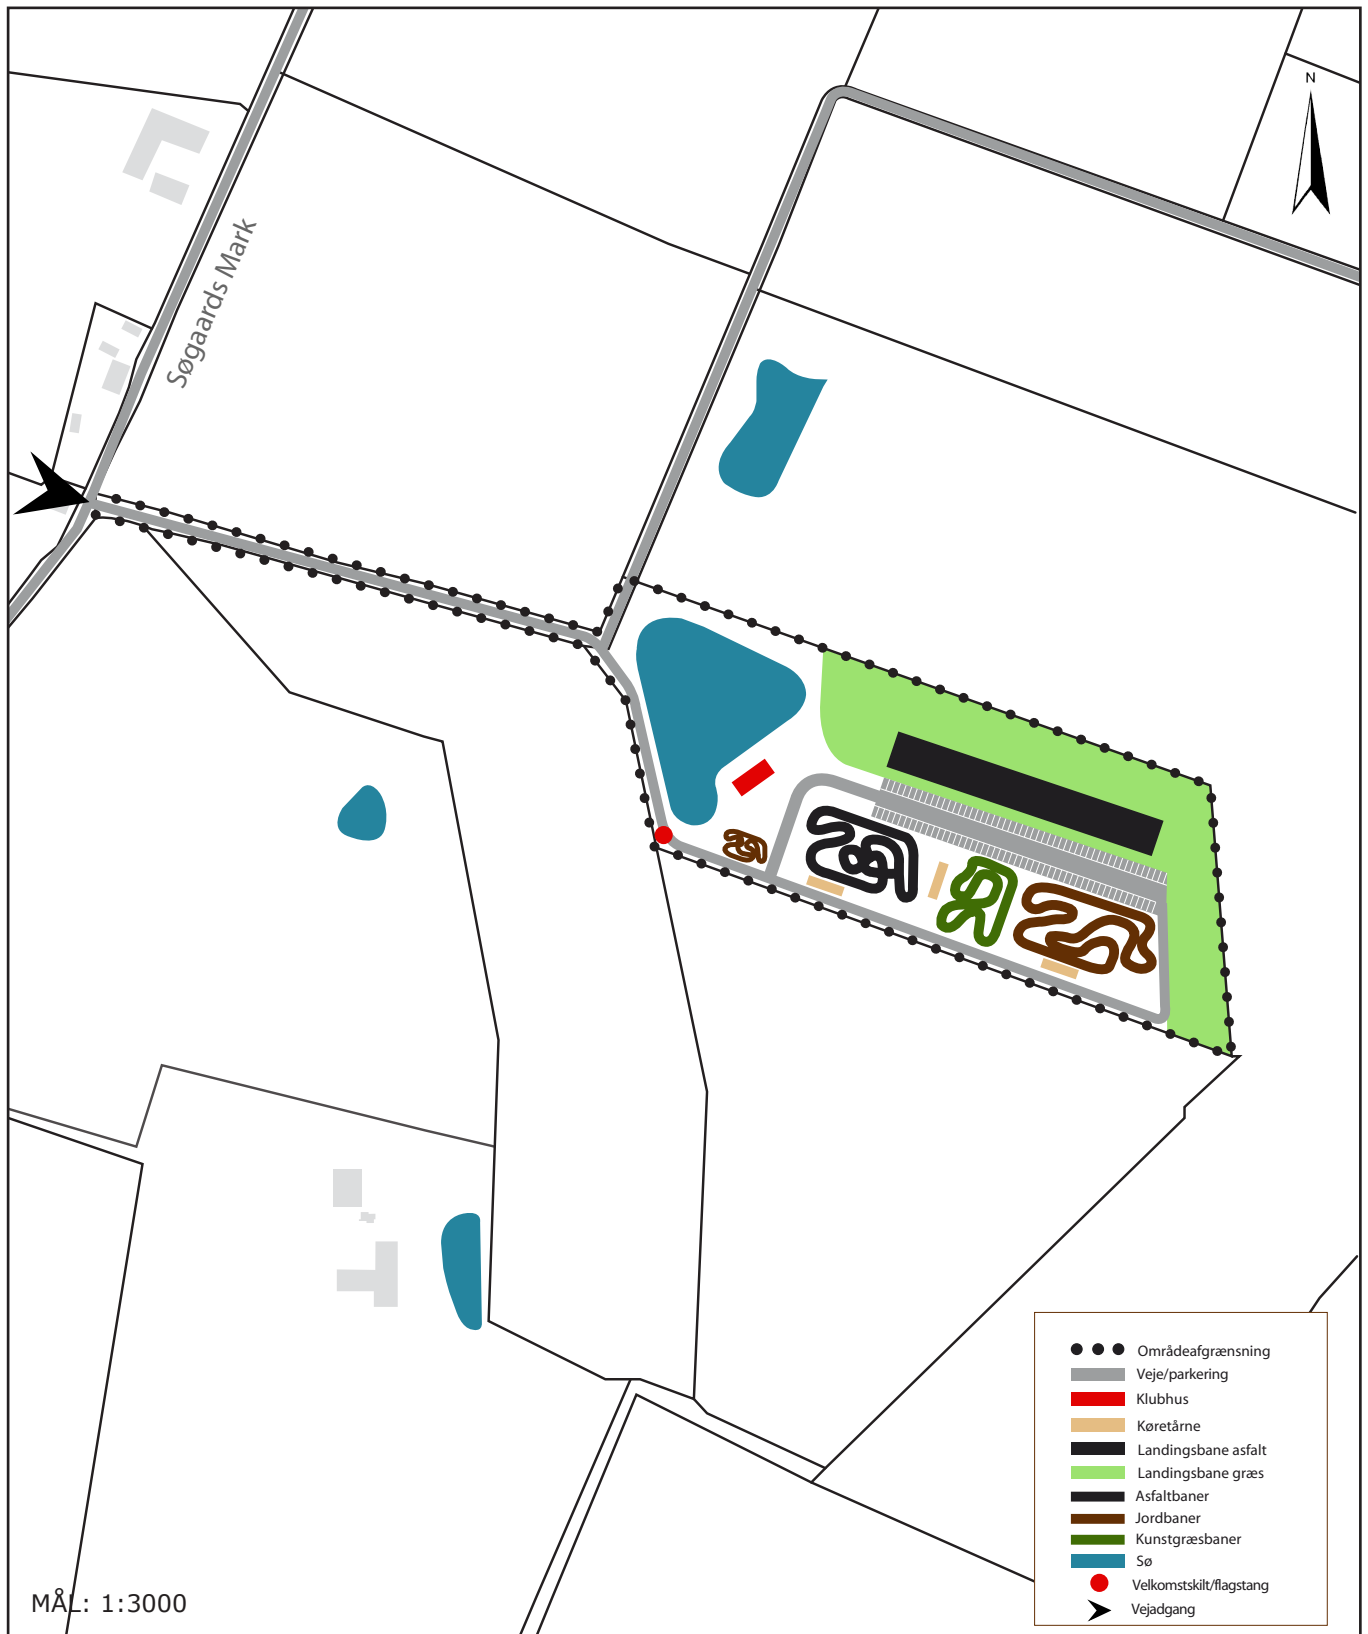 N
Søgaards Mark
Områdeafgrænsning
Veje/parkering
Klubhus
Køretårne
Landingsbane asfalt
Landingsbane græs
Asfaltbaner
Jordbaner
Kunstgræsbaner
Sø
Velkomstskilt/flagstang
Vejadgang
MÅL: 1:3000